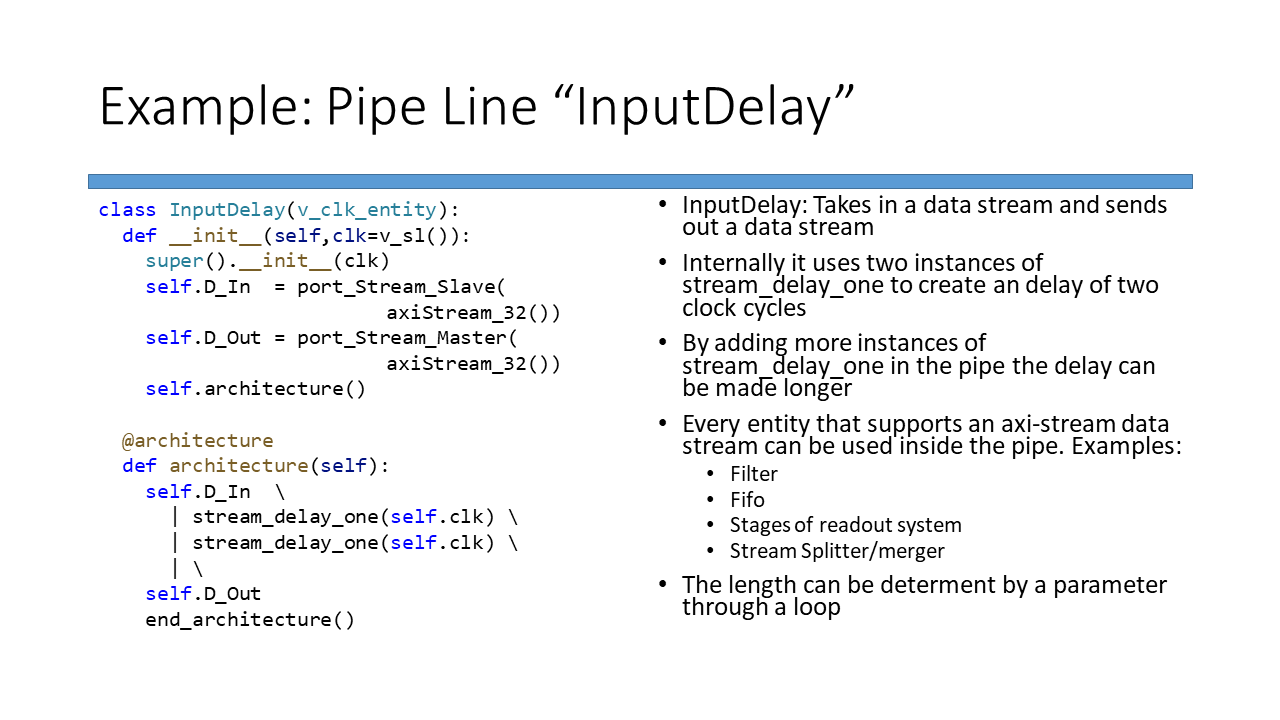 Example: Pipe Line “InputDelay”
class InputDelay(v_clk_entity):
  def __init__(self,clk=v_sl()):
    super().__init__(clk)
    self.D_In  = port_Stream_Slave(
                         axiStream_32())
    self.D_Out = port_Stream_Master(
                         axiStream_32())
    self.architecture()
  @architecture
  def architecture(self):
    self.D_In  \
      | stream_delay_one(self.clk) \
      | stream_delay_one(self.clk) \
      | \
    self.D_Out
    end_architecture()
• InputDelay: Takes in a data stream and sends
out a data stream
• Internally it uses two instances of
stream_delay_one to create an delay of two
clock cycles
• By adding more instances of
stream_delay_one in the pipe the delay can
be made longer
• Every entity that supports an axi-stream data
stream can be used inside the pipe. Examples:
• Filter
• Fifo
• Stages of readout system
• Stream Splitter/merger
• The length can be determent by a parameter
through a loop